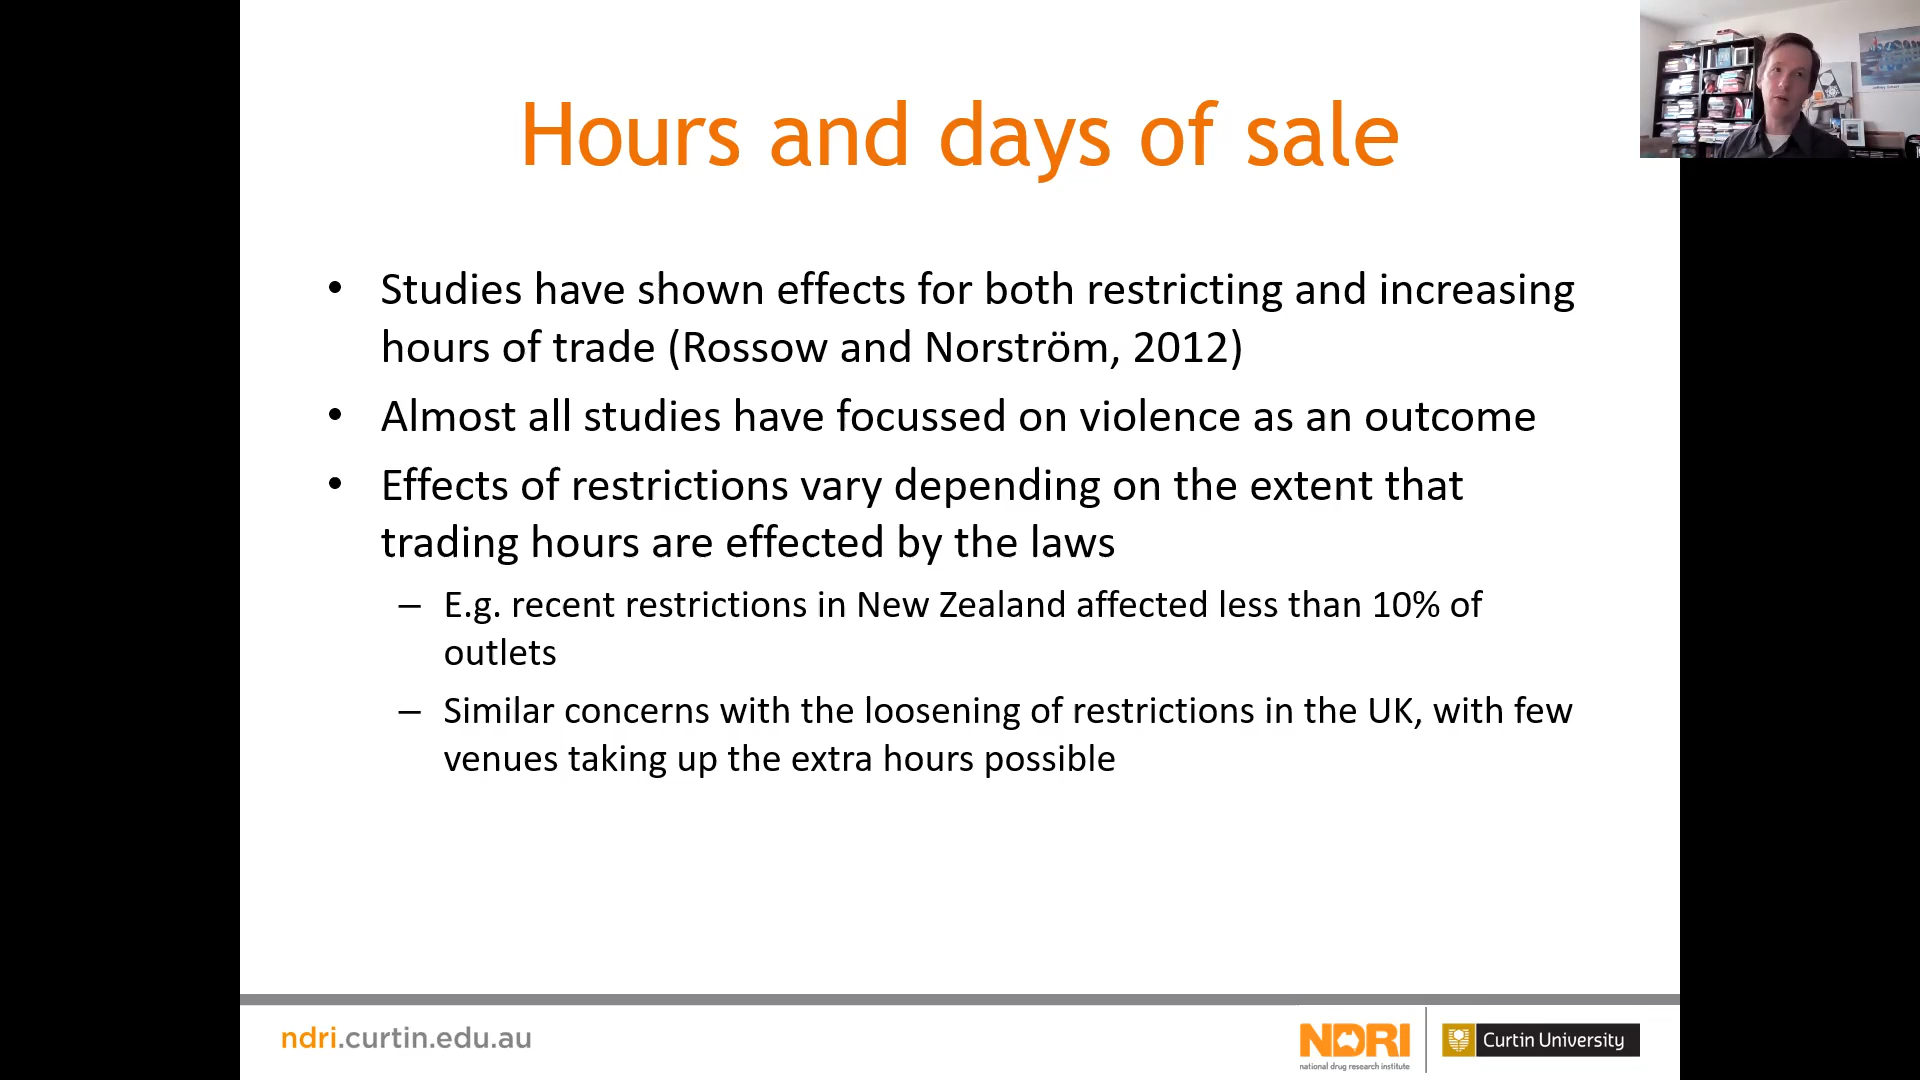 Hours and days of sale
• Studies have shown effects for both restricting and increasing
hours of trade (Rossow and Norström, 2012)
• Almost all studies have focussed on violence as an outcome
• Effects of restrictions vary depending on the extent that
trading hours are effected by the laws
– E.g. recent restrictions in New Zealand affected less than 10% of
outlets
– Similar concerns with the loosening of restrictions in the UK, with few
venues taking up the extra hours possible
ndri.curtin.edu.au
NDRI
national drug research institute
Curtin University